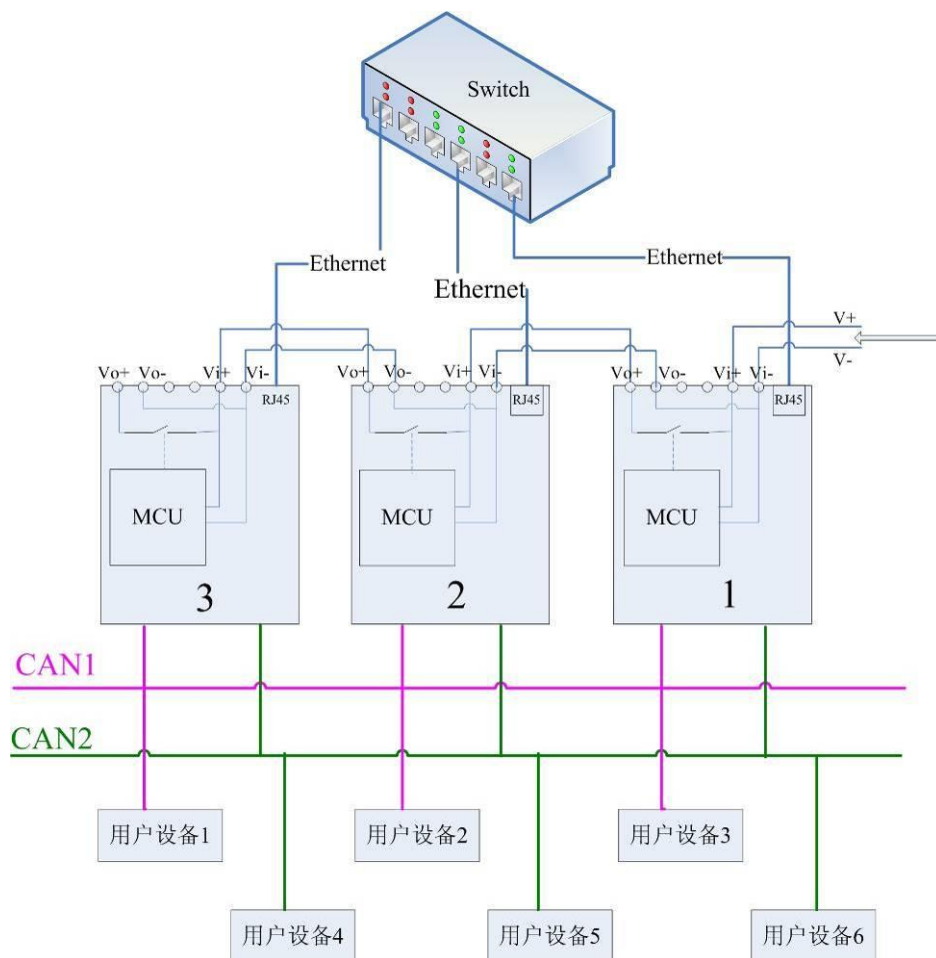 Switch
Ethernet
Ethernet
Ethernet
V+
V-
Vo+
Vo-
Vi+
Vi-
RJ45
Vo+
Vo-
Vi+
Vi-
RJ45
Vo+
Vo-
Vi+
Vi-
RJ45
MCU
MCU
MCU
3
2
1
CAN1
CAN2
用户设备1
用户设备2
用户设备3
用户设备4
用户设备5
用户设备6